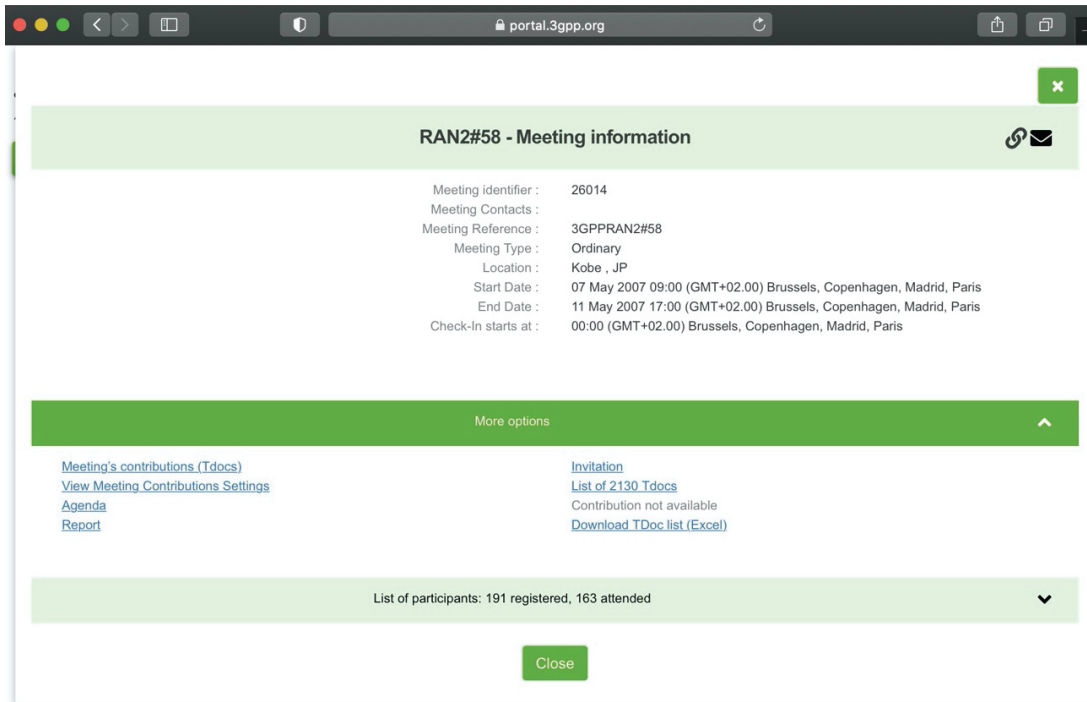 portal.3gpp.org
RAN2#58 - Meeting information
Meeting identifier : 26014
Meeting Contacts :
Meeting Reference : 3GPPRAN2#58
Meeting Type : Ordinary
Location : Kobe , JP
Start Date : 07 May 2007 09:00 (GMT+02.00) Brussels, Copenhagen, Madrid, Paris
End Date : 11 May 2007 17:00 (GMT+02.00) Brussels, Copenhagen, Madrid, Paris
Check-In starts at : 00:00 (GMT+02.00) Brussels, Copenhagen, Madrid, Paris
More options
Meeting's contributions (Tdocs) Invitation
View Meeting Contributions Settings List of 2130 Tdocs
Agenda Contribution not available
Report Download TDoc list (Excel)
List of participants: 191 registered, 163 attended
Close